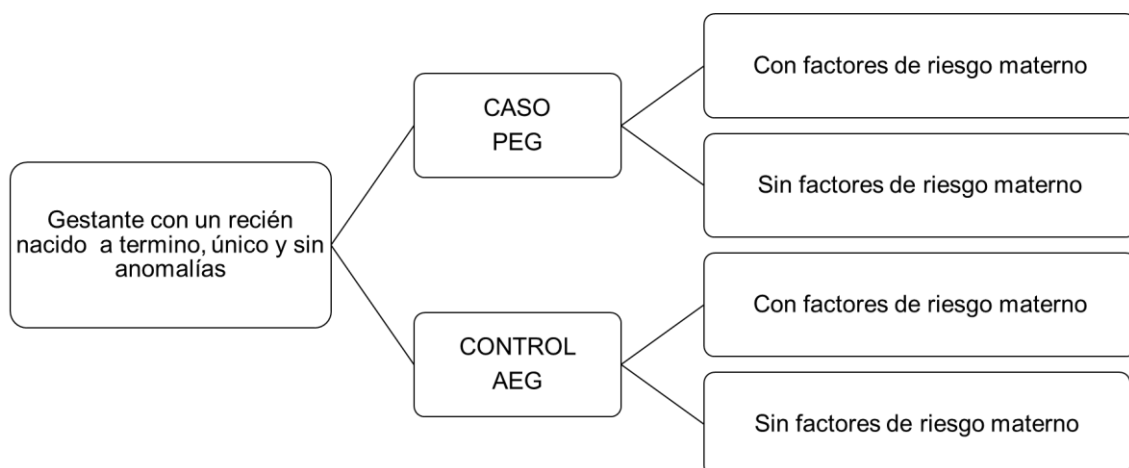 Gestante con un recién
nacido a termino, único y sin
anomalías
CASO
PEG
CONTROL
AEG
Con factores de riesgo materno
Sin factores de riesgo materno
Con factores de riesgo materno
Sin factores de riesgo materno